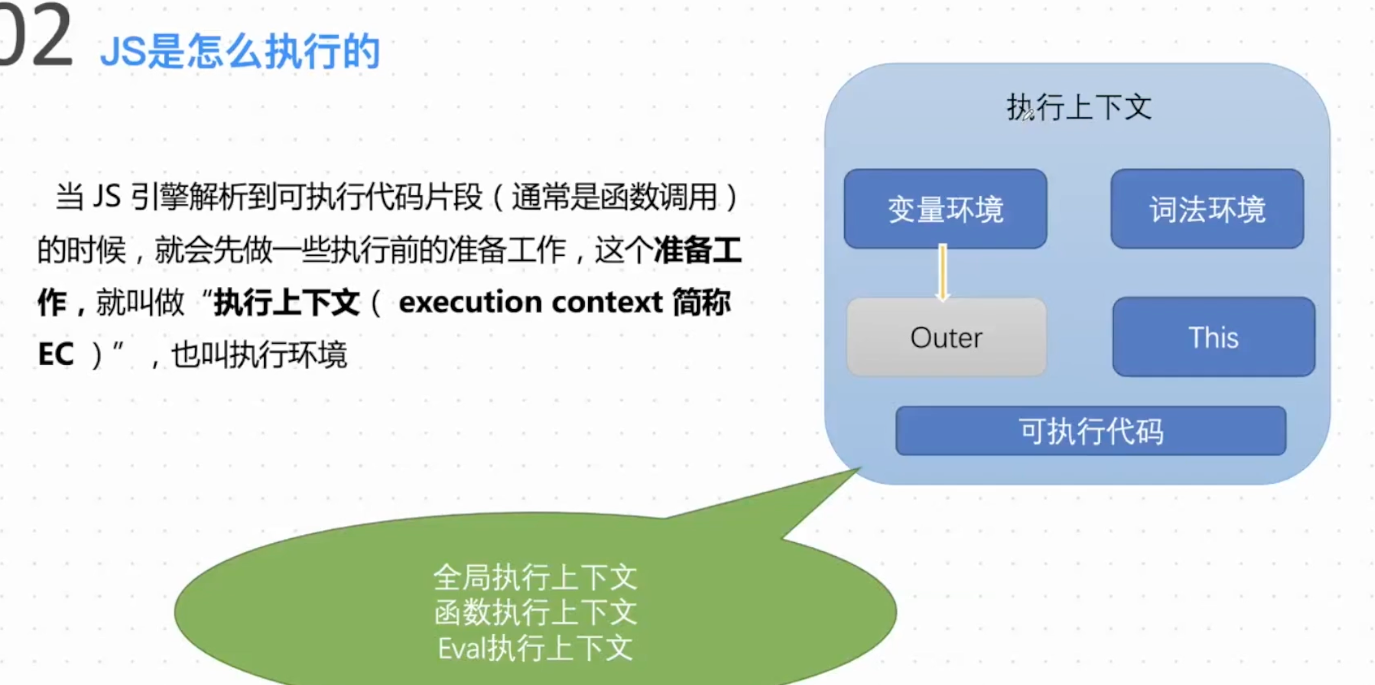 02 JS是怎么执行的
当 JS 引擎解析到可执行代码片段（通常是函数调用）
的时候，就会先做一些执行前的准备工作，这个准备工
作，就叫做“执行上下文（ execution context 简称
EC ）” ，也叫执行环境
执行上下文
变量环境
词法环境
Outer
This
可执行代码
全局执行上下文
函数执行上下文
Eval执行上下文